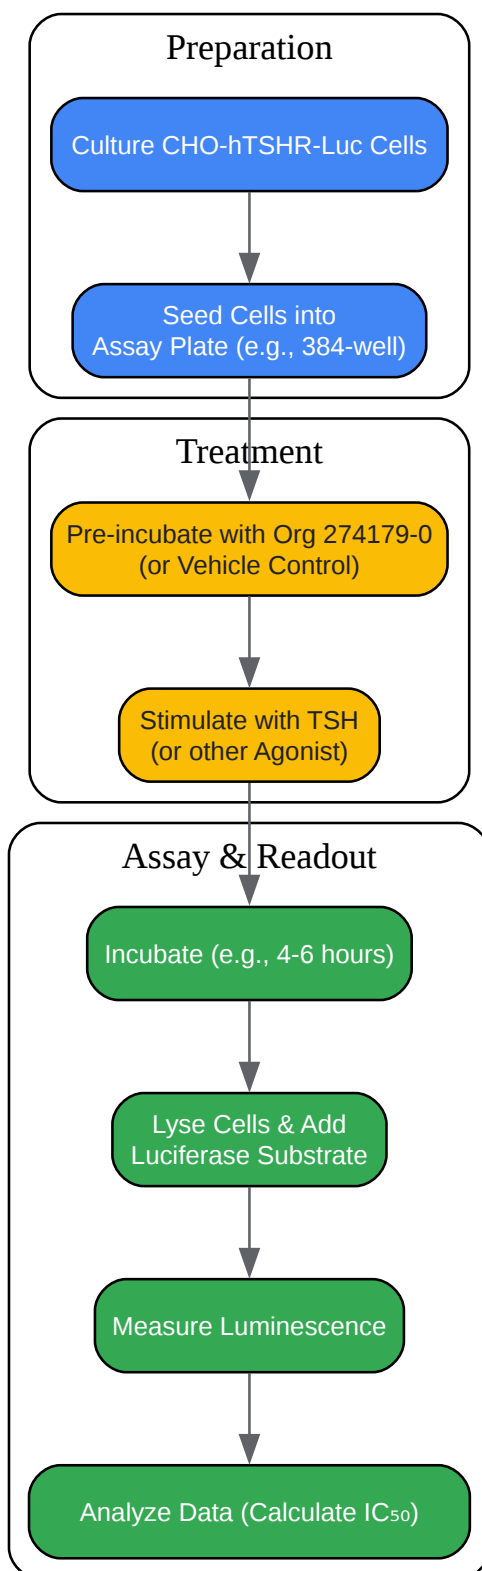 Preparation
Culture CHO-hTSHR-Luc Cells
Seed Cells into
Assay Plate (e.g., 384-well)
Treatment
Pre-incubate with Org 274179-0
(or Vehicle Control)
Stimulate with TSH
(or other Agonist)
Assay & Readout
Incubate (e.g., 4-6 hours)
Lyse Cells & Add
Luciferase Substrate
Measure Luminescence
Analyze Data (Calculate IC₅₀)